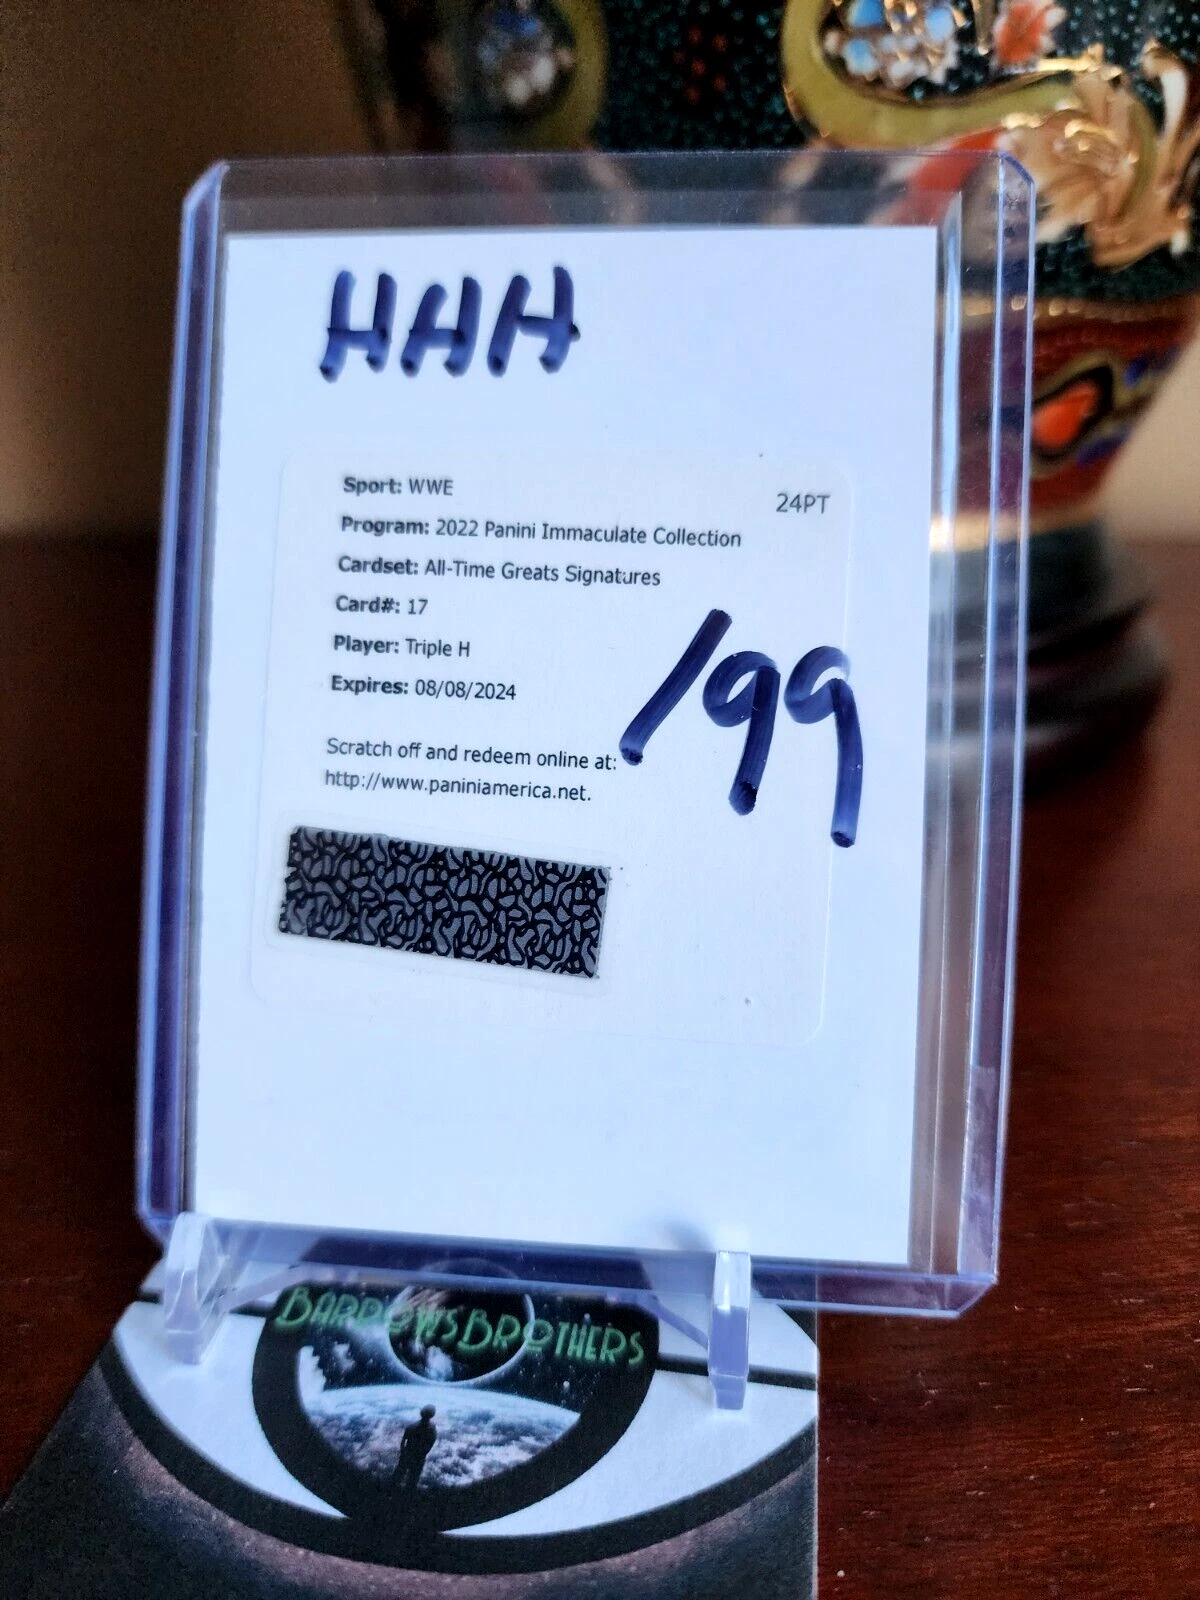 HHH
Sport: WWE
24PT
Program: 2022 Panini Immaculate Collection
Cardset: All-Time Greats Signatures
Card#: 17
Player: Triple H
Expires: 08/08/2024
/99
Scratch off and redeem online at:
http://www.paniniamerica.net.
BARROWSBROTHERS